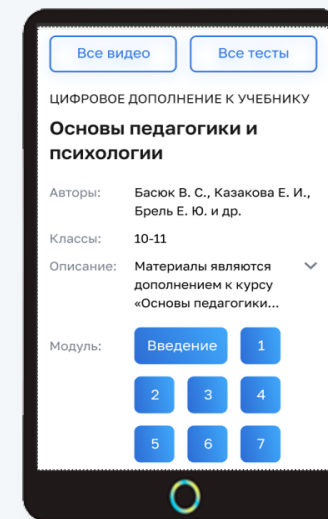 Все видео
Все тесты
ЦИФРОВОЕ ДОПОЛНЕНИЕ К УЧЕБНИКУ
Основы педагогики и
психологии
Авторы: Басюк В. С., Казакова Е. И.,
Брель Е. Ю. и др.
Классы: 10-11
Описание: Материалы являются
дополнением к курсу
«Основы педагогики...
Модуль: Введение 1
2 3 4
5 6 7